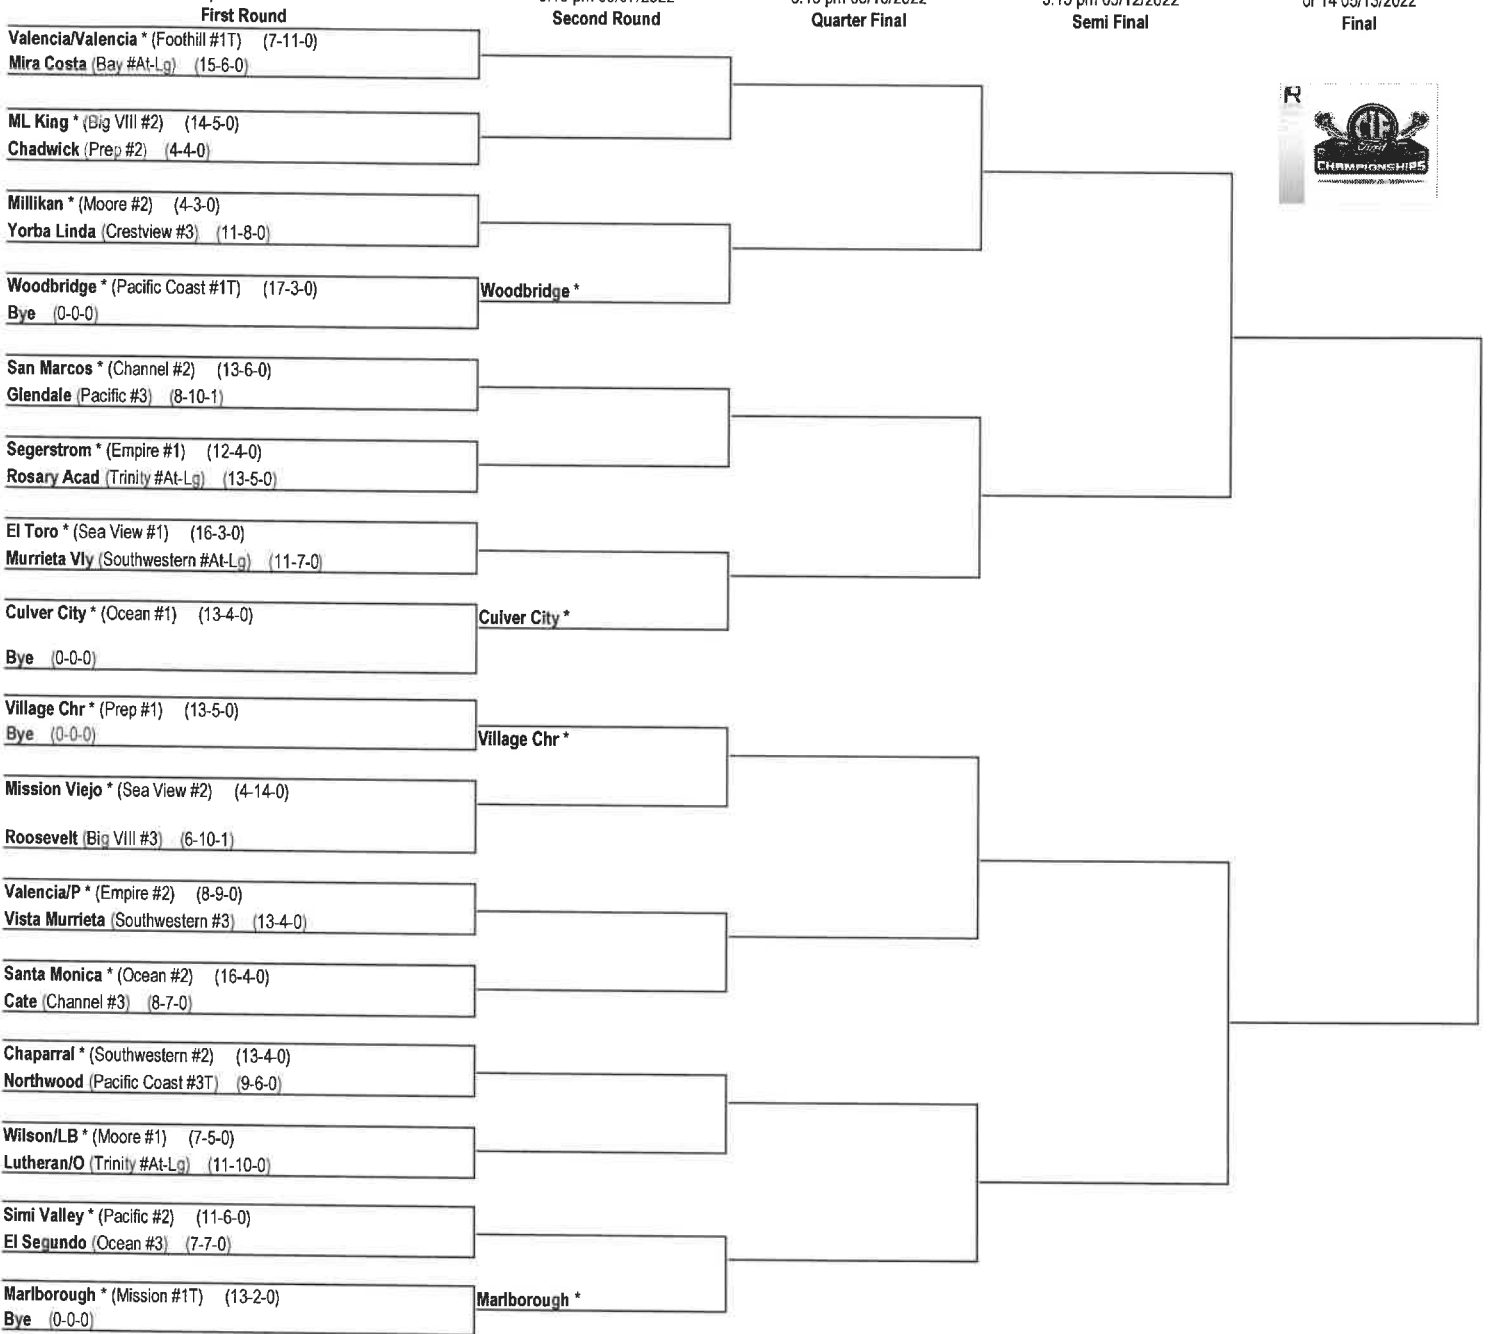 First Round
Second Round
Quarter Final
Semi Final
Final
Valencia/Valencia * (Foothill #1T) (7-11-0)
Mira Costa (Bay #At-Lg) (15-6-0)
ML King * (Big VIII #2) (14-5-0)
Chadwick (Prep #2) (4-4-0)
Millikan * (Moore #2) (4-3-0)
Yorba Linda (Crestview #3) (11-8-0)
Woodbridge * (Pacific Coast #1T) (17-3-0)
Bye (0-0-0)
Woodbridge *
San Marcos * (Channel #2) (13-6-0)
Glendale (Pacific #3) (8-10-1)
Segerstrom * (Empire #1) (12-4-0)
Rosary Acad (Trinity #At-Lg) (13-5-0)
El Toro * (Sea View #1) (16-3-0)
Murrieta Vly (Southwestern #At-Lg) (11-7-0)
Culver City * (Ocean #1) (13-4-0)
Bye (0-0-0)
Culver City *
Village Chr * (Prep #1) (13-5-0)
Bye (0-0-0)
Village Chr *
Mission Viejo * (Sea View #2) (4-14-0)
Roosevelt (Big VIII #3) (6-10-1)
Valencia/P * (Empire #2) (8-9-0)
Vista Murrieta (Southwestern #3) (13-4-0)
Santa Monica * (Ocean #2) (16-4-0)
Cate (Channel #3) (8-7-0)
Chaparral * (Southwestern #2) (13-4-0)
Northwood (Pacific Coast #3T) (9-6-0)
Wilson/LB * (Moore #1) (7-5-0)
Lutheran/O (Trinity #At-Lg) (11-10-0)
Simi Valley * (Pacific #2) (11-6-0)
El Segundo (Ocean #3) (7-7-0)
Marlborough * (Mission #1T) (13-2-0)
Bye (0-0-0)
Marlborough *
CIF
Ford
CHAMPIONSHIPS